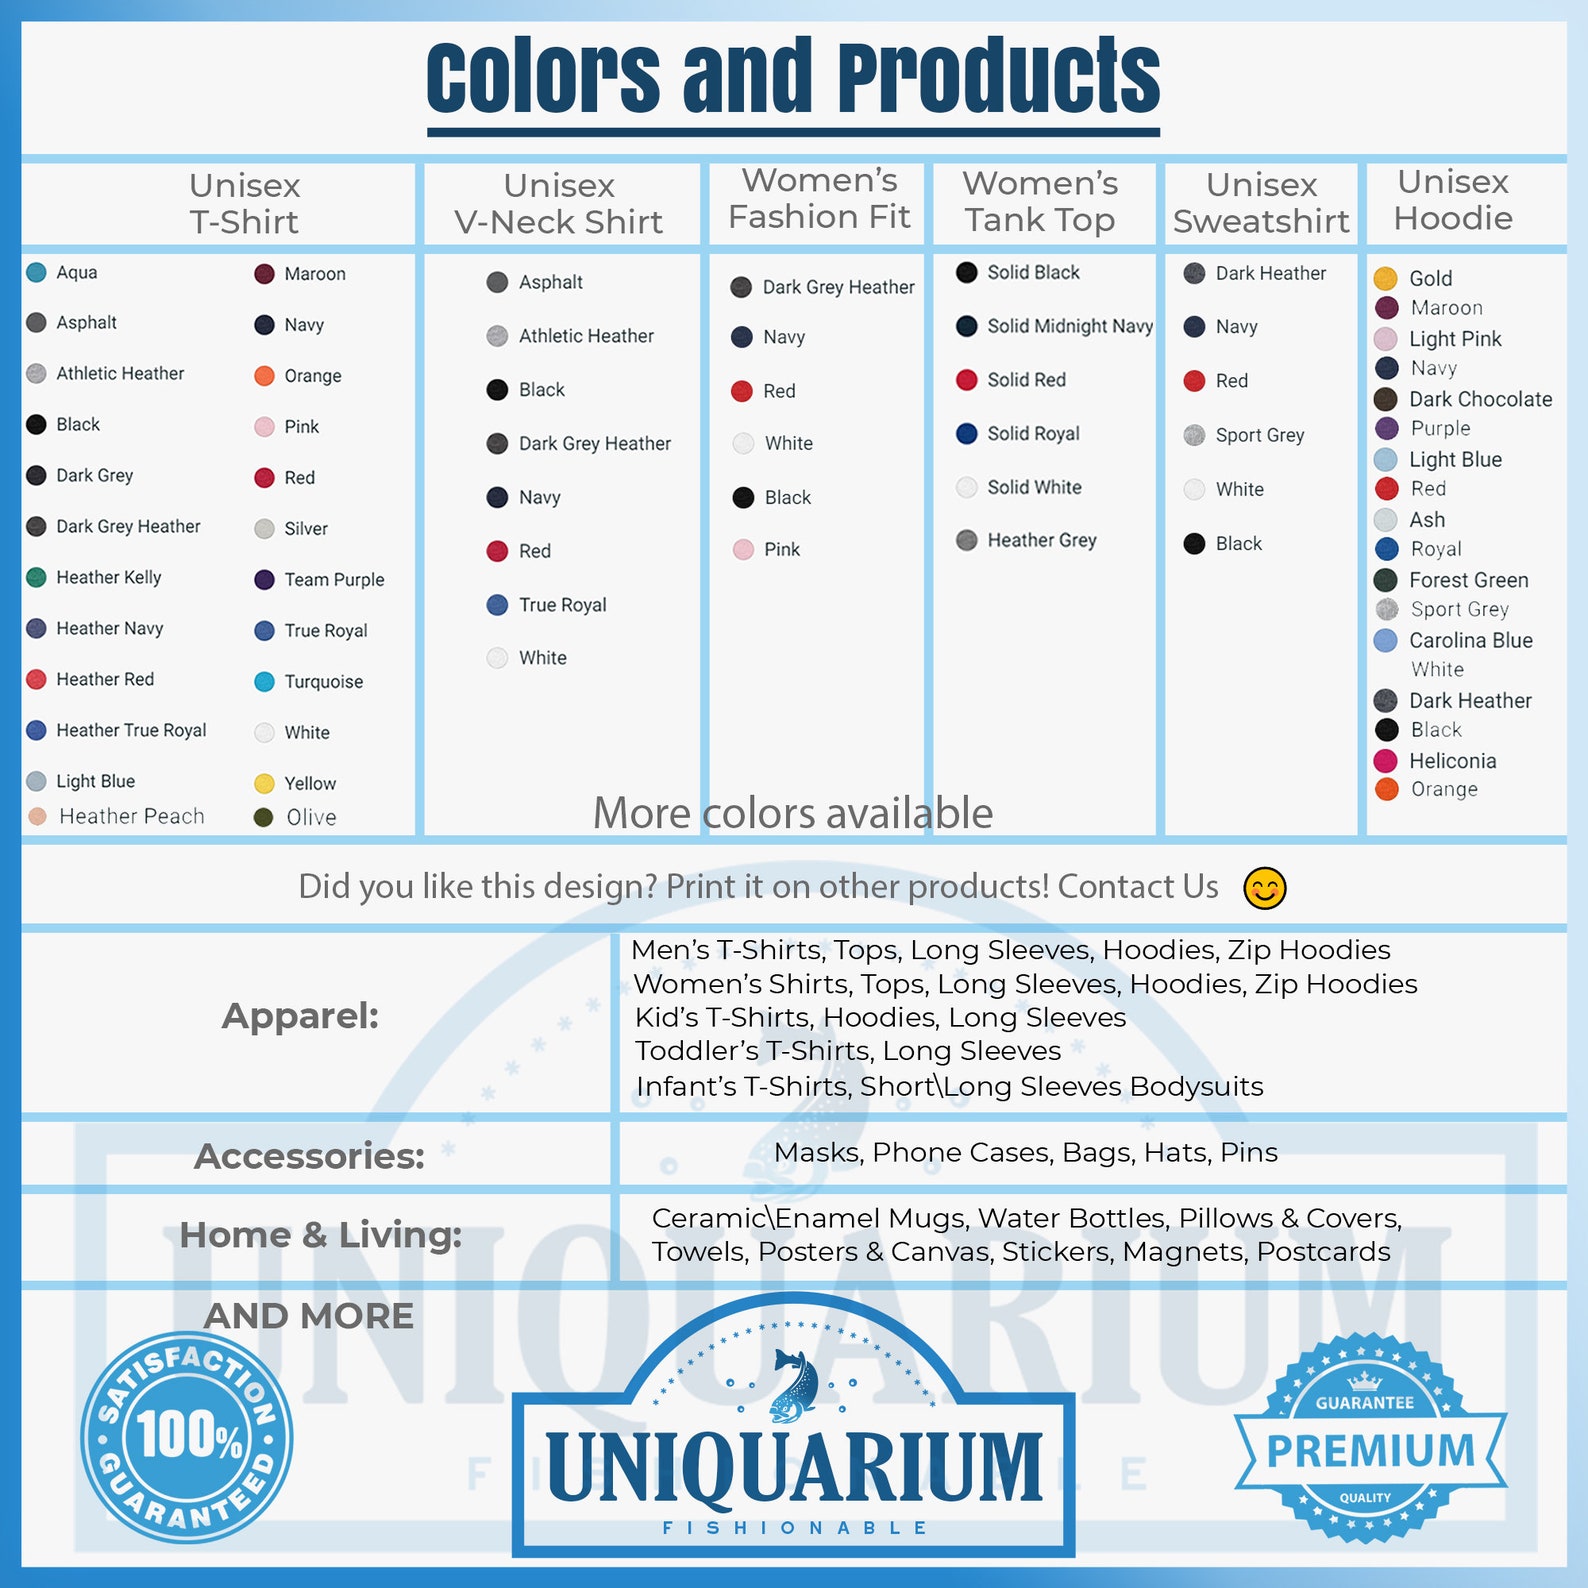 Colors and Products
Unisex
T-Shirt
Unisex
V-Neck Shirt
Women's
Fashion Fit
Women's
Tank Top
Unisex
Sweatshirt
Unisex
Hoodie
Aqua
Asphalt
Athletic Heather
Black
Dark Grey
Dark Grey Heather
Heather Kelly
Heather Navy
Heather Red
Heather True Royal
Light Blue
Heather Peach
Maroon
Navy
Orange
Pink
Red
Silver
Team Purple
True Royal
Turquoise
White
Yellow
Olive
Asphalt
Athletic Heather
Black
Dark Grey Heather
Navy
Red
True Royal
White
Dark Grey Heather
Navy
Red
White
Black
Pink
Solid Black
Solid Midnight Navy
Solid Red
Solid Royal
Solid White
Heather Grey
Dark Heather
Navy
Red
Sport Grey
White
Black
Gold
Maroon
Light Pink
Navy
Dark Chocolate
Purple
Light Blue
Red
Ash
Royal
Forest Green
Sport Grey
Carolina Blue
White
Dark Heather
Black
Heliconia
Orange
More colors available
Did you like this design? Print it on other products! Contact Us
Apparel:
Men's T-Shirts, Tops, Long Sleeves, Hoodies, Zip Hoodies
Women's Shirts, Tops, Long Sleeves, Hoodies, Zip Hoodies
Kid's T-Shirts, Hoodies, Long Sleeves
Toddler's T-Shirts, Long Sleeves
Infant's T-Shirts, Short\Long Sleeves Bodysuits
Accessories:
Masks, Phone Cases, Bags, Hats, Pins
Home & Living:
Ceramic\Enamel Mugs, Water Bottles, Pillows & Covers,
Towels, Posters & Canvas, Stickers, Magnets, Postcards
AND MORE
UNIQUARIUM
FISHIONABLE
SATISFACTION
100%
GUARANTEED
UNIQUARIUM
FISHIONABLE
GUARANTEE
PREMIUM
QUALITY